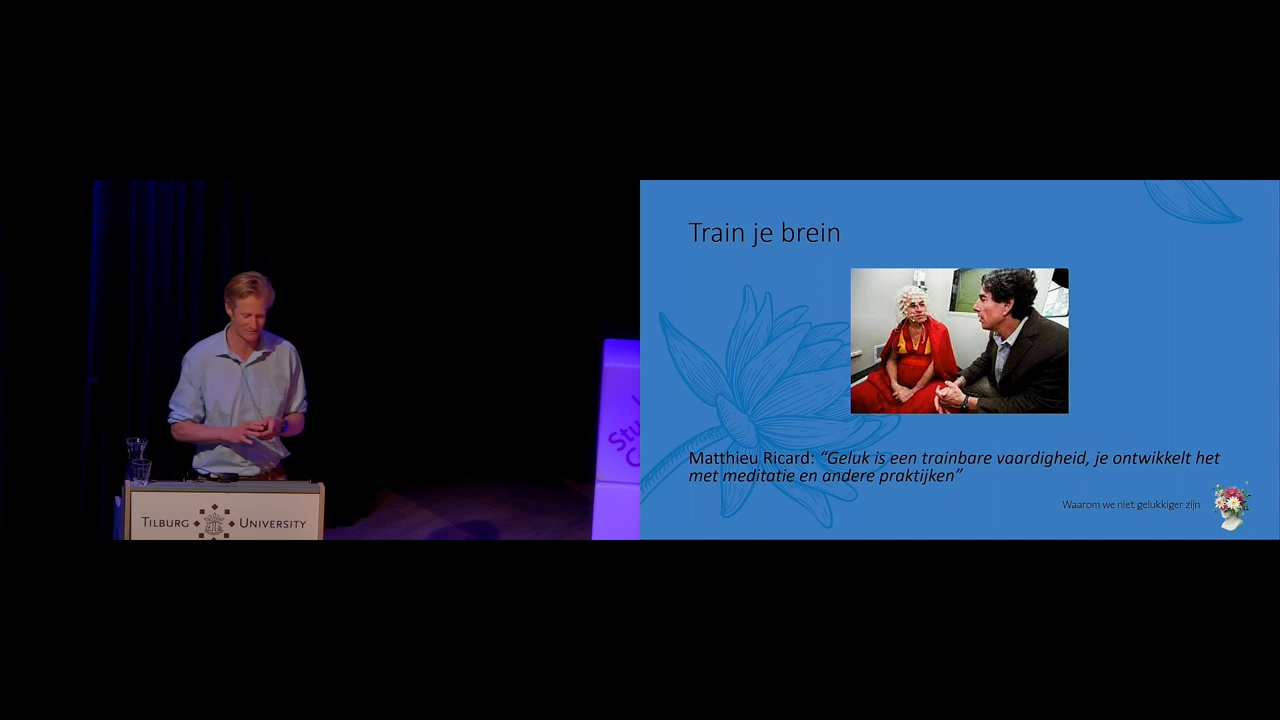 TILBURG UNIVERSITY
Train je brein
Matthieu Ricard: “Geluk is een trainbare vaardigheid, je ontwikkelt het
met meditatie en andere praktijken”
Waarom we niet gelukkiger zijn